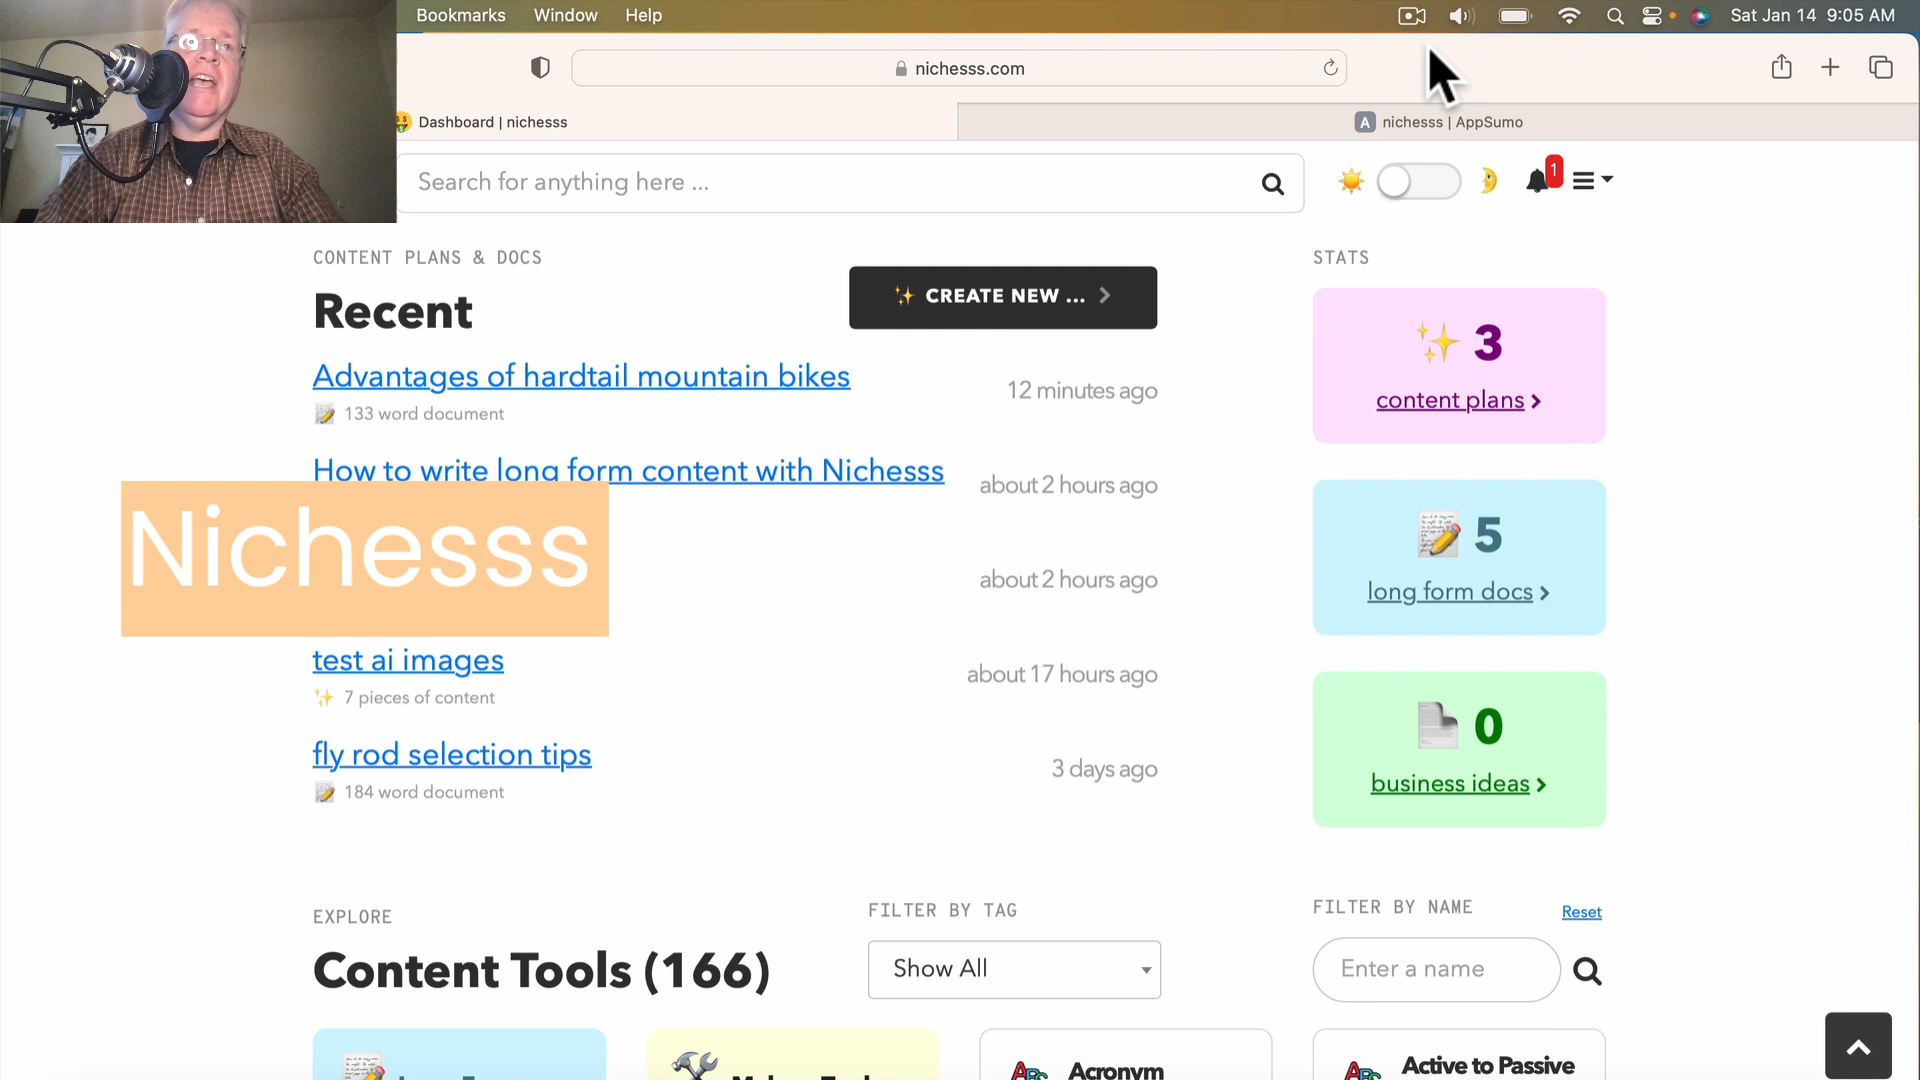 Bookmarks Window Help
Sat Jan 14 9:05 AM
nichesss.com
Dashboard | nichesss
A nichesss | AppSumo
Search for anything here ...
1
CONTENT PLANS & DOCS
Recent
CREATE NEW ...
Advantages of hardtail mountain bikes
12 minutes ago
133 word document
How to write long form content with Nichesss
about 2 hours ago
Nichesss
about 2 hours ago
test ai images
about 17 hours ago
7 pieces of content
fly rod selection tips
3 days ago
184 word document
STATS
3
content plans
5
long form docs
0
business ideas
EXPLORE
Content Tools (166)
FILTER BY TAG
Show All
FILTER BY NAME
Reset
Enter a name
Acronym
Active to Passive